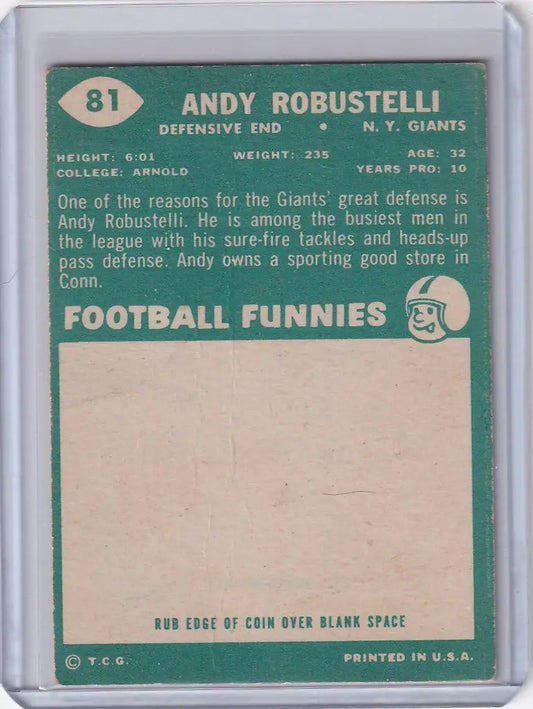 81
ANDY ROBUSTELLI
DEFENSIVE END • N. Y. GIANTS
HEIGHT: 6:01 WEIGHT: 235 AGE: 32
COLLEGE: ARNOLD YEARS PRO: 10
One of the reasons for the Giants' great defense is
Andy Robustelli. He is among the busiest men in
the league with his sure-fire tackles and heads-up
pass defense. Andy owns a sporting good store in
Conn.
FOOTBALL FUNNIES
RUB EDGE OF COIN OVER BLANK SPACE
© T.C.G. PRINTED IN U.S.A.